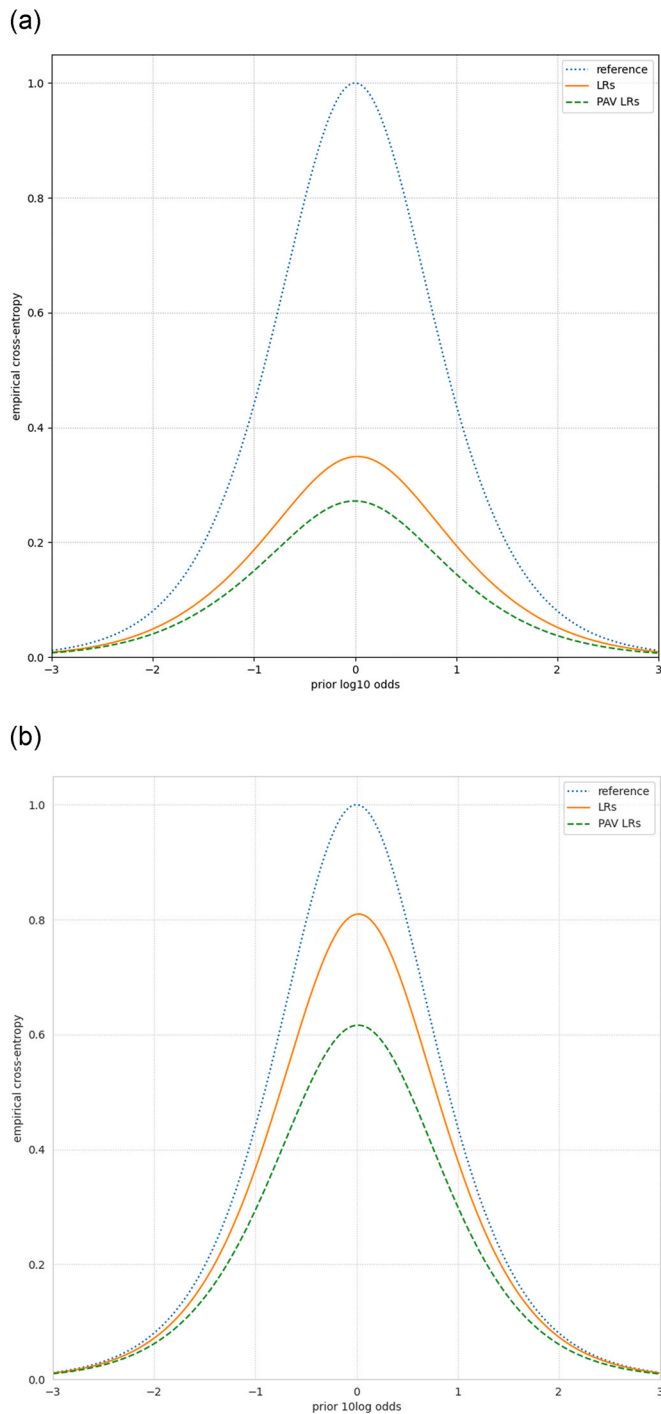 (a)
1.0
0.8
0.6
0.4
0.2
0.0
empirical cross-entropy
reference
LRs
PAV LRs
−3 −2 −1 0 1 2 3
prior log10 odds
(b)
1.0
0.8
0.6
0.4
0.2
0.0
empirical cross-entropy
reference
LRs
PAV LRs
−3 −2 −1 0 1 2 3
prior 10log odds